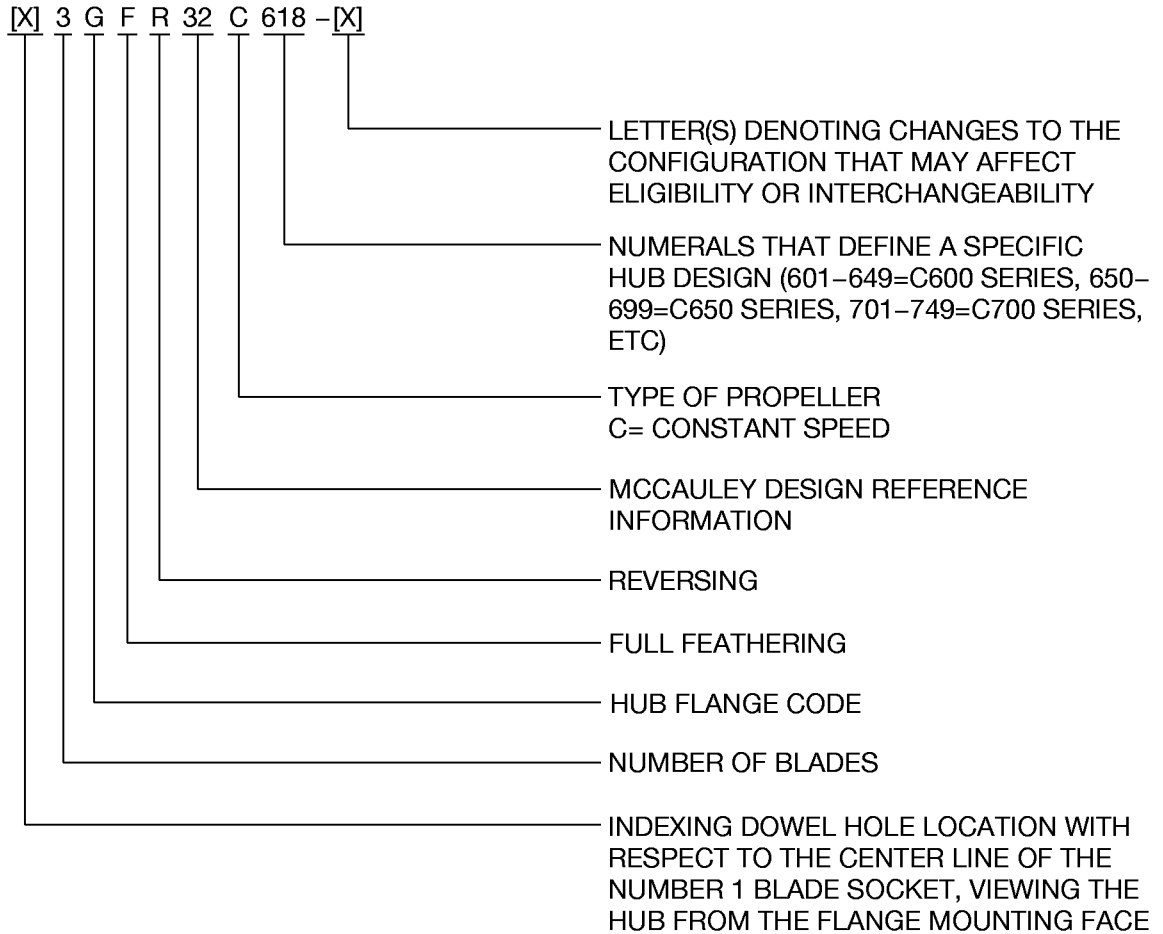 [X] 3 G F R 32 C 618 –[X]
LETTER(S) DENOTING CHANGES TO THE
CONFIGURATION THAT MAY AFFECT
ELIGIBILITY OR INTERCHANGEABILITY
NUMERALS THAT DEFINE A SPECIFIC
HUB DESIGN (601–649=C600 SERIES, 650–
699=C650 SERIES, 701–749=C700 SERIES,
ETC)
TYPE OF PROPELLER
C= CONSTANT SPEED
MCCAULEY DESIGN REFERENCE
INFORMATION
REVERSING
FULL FEATHERING
HUB FLANGE CODE
NUMBER OF BLADES
INDEXING DOWEL HOLE LOCATION WITH
RESPECT TO THE CENTER LINE OF THE
NUMBER 1 BLADE SOCKET, VIEWING THE
HUB FROM THE FLANGE MOUNTING FACE